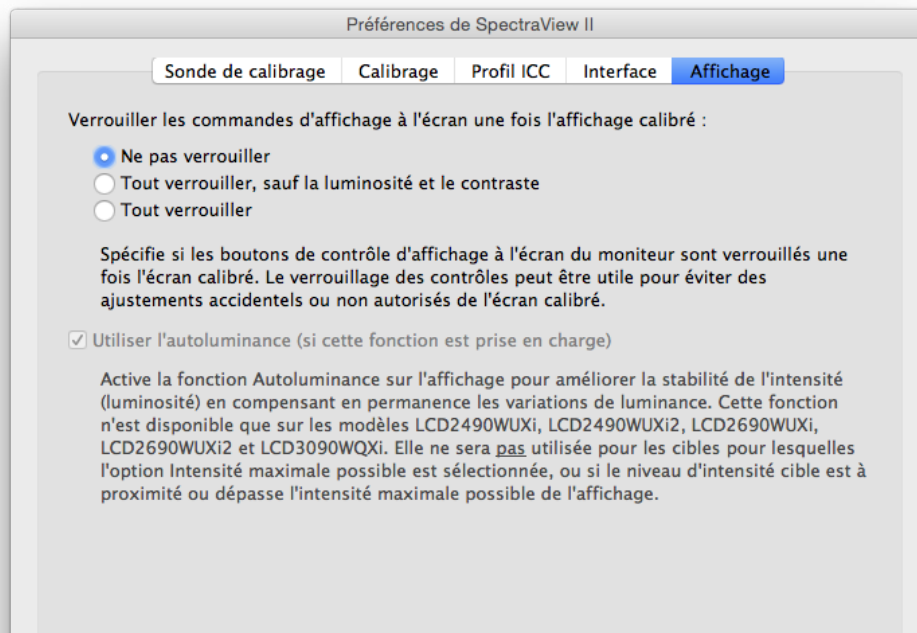 Préférences de SpectraView II
Sonde de calibrage
Calibrage
Profil ICC
Interface
Affichage
Verrouiller les commandes d'affichage à l'écran une fois l'affichage calibré :
Ne pas verrouiller
Tout verrouiller, sauf la luminosité et le contraste
Tout verrouiller
Spécifie si les boutons de contrôle d'affichage à l'écran du moniteur sont verrouillés une
fois l'écran calibré. Le verrouillage des contrôles peut être utile pour éviter des
ajustements accidentels ou non autorisés de l'écran calibré.
Utiliser l'autoluminance (si cette fonction est prise en charge)
Active la fonction Autoluminance sur l'affichage pour améliorer la stabilité de l'intensité
(luminosité) en compensant en permanence les variations de luminance. Cette fonction
n'est disponible que sur les modèles LCD2490WUXi, LCD2490WUXi2, LCD2690WUXi,
LCD2690WUXi2 et LCD3090WQXi. Elle ne sera pas utilisée pour les cibles pour lesquelles
l'option Intensité maximale possible est sélectionnée, ou si le niveau d'intensité cible est à
proximité ou dépasse l'intensité maximale possible de l'affichage.